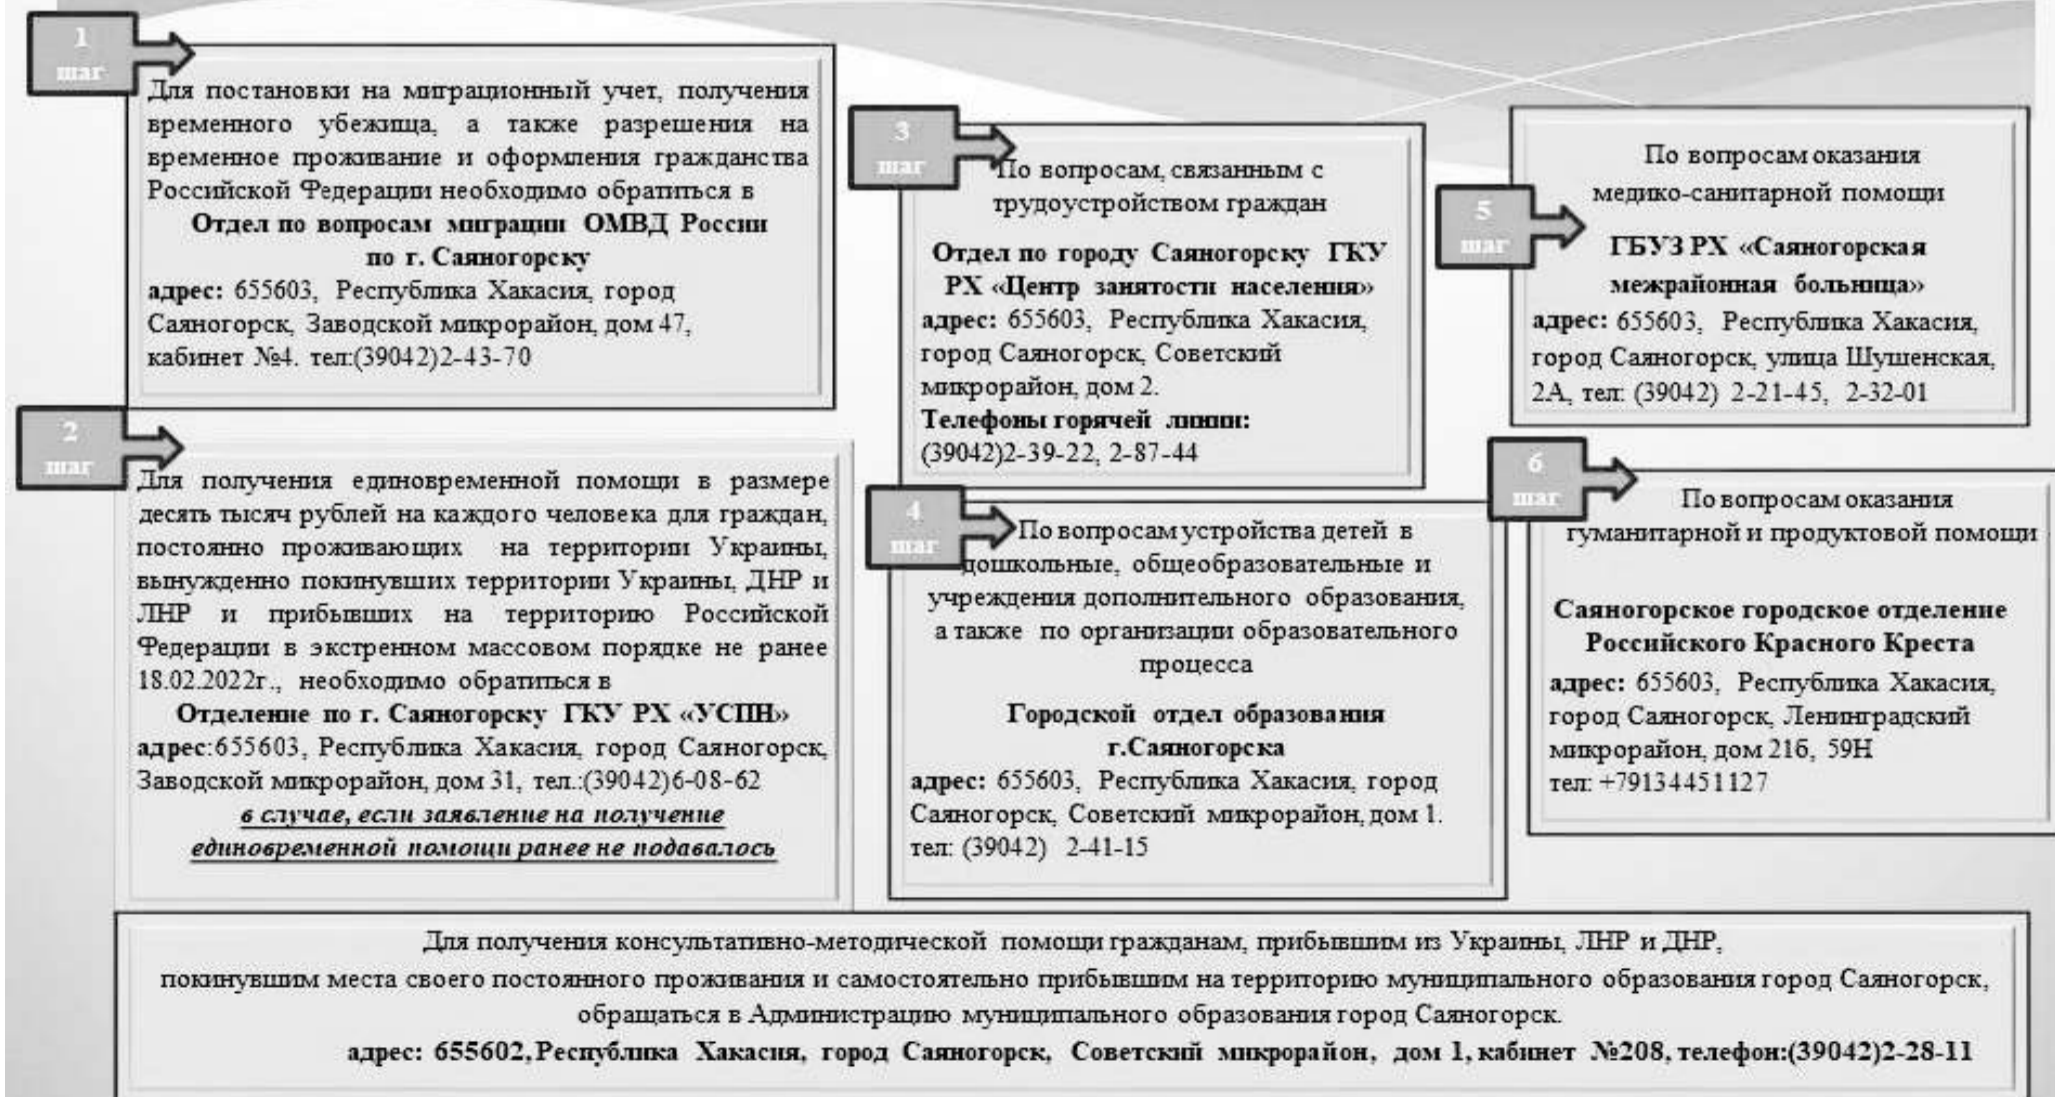 1
шаг
Для постановки на миграционный учет, получения
временного убежища, а также разрешения на
временное проживание и оформления гражданства
Российской Федерации необходимо обратиться в
Отдел по вопросам миграции ОМВД России
по г. Саяногорску
адрес: 655603, Республика Хакасия, город
Саяногорск, Заводской микрорайон, дом 47,
кабинет №4. тел:(39042)2-43-70
2
шаг
Для получения единовременной помощи в размере
десять тысяч рублей на каждого человека для граждан,
постоянно проживающих на территории Украины,
вынужденно покинувших территории Украины, ДНР и
ЛНР и прибывших на территорию Российской
Федерации в экстренном массовом порядке не ранее
18.02.2022г., необходимо обратиться в
Отделение по г. Саяногорску ГКУ РХ «УСПН»
адрес:655603, Республика Хакасия, город Саяногорск,
Заводской микрорайон, дом 31, тел.:(39042)6-08-62
в случае, если заявление на получение
единовременной помощи ранее не подавалось
3
шаг
По вопросам, связанным с
трудоустройством граждан
Отдел по городу Саяногорску ГКУ
РХ «Центр занятости населения»
адрес: 655603, Республика Хакасия,
город Саяногорск, Советский
микрорайон, дом 2.
Телефоны горячей линии:
(39042)2-39-22, 2-87-44
4
шаг
По вопросам устройства детей в
дошкольные, общеобразовательные и
учреждения дополнительного образования,
а также по организации образовательного
процесса
Городской отдел образования
г.Саяногорска
адрес: 655603, Республика Хакасия, город
Саяногорск, Советский микрорайон, дом 1.
тел: (39042) 2-41-15
5
шаг
По вопросам оказания
медико-санитарной помощи
ГБУЗ РХ «Саяногорская
межрайонная больница»
адрес: 655603, Республика Хакасия,
город Саяногорск, улица Шушенская,
2А, тел: (39042) 2-21-45, 2-32-01
6
шаг
По вопросам оказания
гуманитарной и продуктовой помощи
Саяногорское городское отделение
Российского Красного Креста
адрес: 655603, Республика Хакасия,
город Саяногорск, Ленинградский
микрорайон, дом 21б, 59Н
тел: +79134451127
Для получения консультативно-методической помощи гражданам, прибывшим из Украины, ЛНР и ДНР,
покинувшим места своего постоянного проживания и самостоятельно прибывшим на территорию муниципального образования город Саяногорск,
обращаться в Администрацию муниципального образования город Саяногорск.
адрес: 655602,Республика Хакасия, город Саяногорск, Советский микрорайон, дом 1, кабинет №208, телефон:(39042)2-28-11